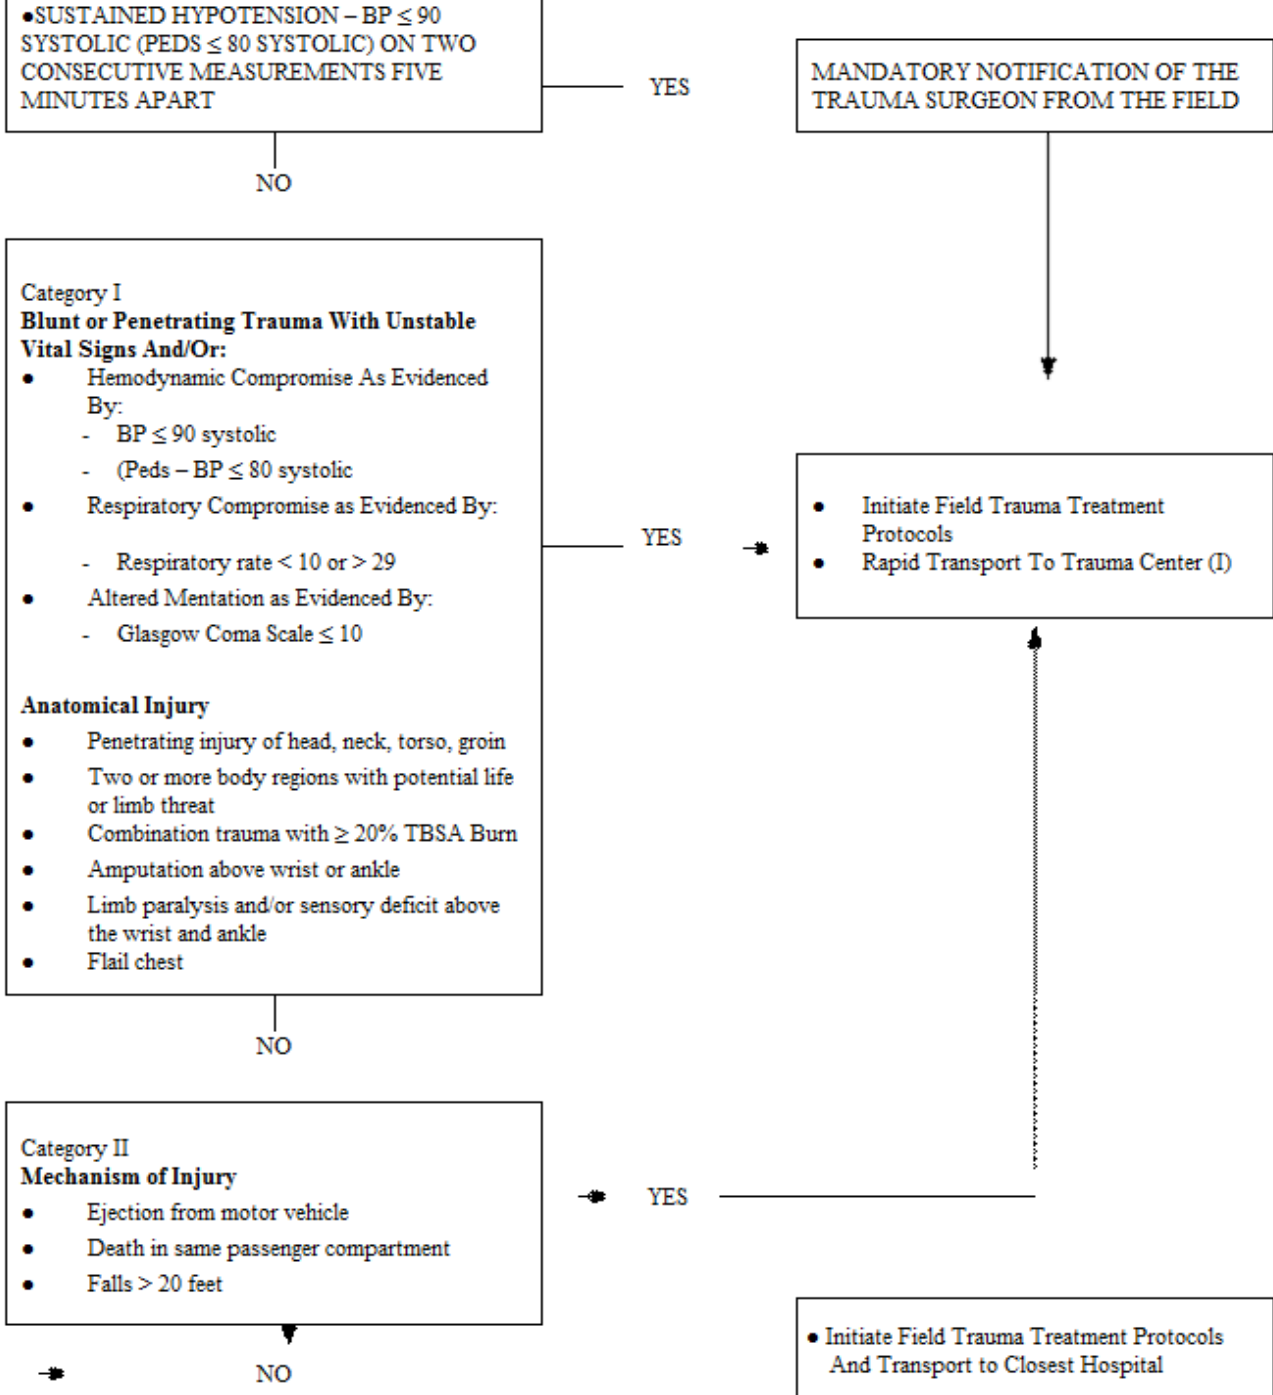 ●SUSTAINED HYPOTENSION – BP ≤ 90
SYSTOLIC (PEDS ≤ 80 SYSTOLIC) ON TWO
CONSECUTIVE MEASUREMENTS FIVE
MINUTES APART
YES
MANDATORY NOTIFICATION OF THE
TRAUMA SURGEON FROM THE FIELD
NO
Category I
Blunt or Penetrating Trauma With Unstable
Vital Signs And/Or:
● Hemodynamic Compromise As Evidenced
By:
- BP ≤ 90 systolic
- (Peds – BP ≤ 80 systolic
● Respiratory Compromise as Evidenced By:
- Respiratory rate < 10 or > 29
● Altered Mentation as Evidenced By:
- Glasgow Coma Scale ≤ 10
Anatomical Injury
● Penetrating injury of head, neck, torso, groin
● Two or more body regions with potential life
or limb threat
● Combination trauma with ≥ 20% TBSA Burn
● Amputation above wrist or ankle
● Limb paralysis and/or sensory deficit above
the wrist and ankle
● Flail chest
YES
● Initiate Field Trauma Treatment
Protocols
● Rapid Transport To Trauma Center (I)
NO
Category II
Mechanism of Injury
● Ejection from motor vehicle
● Death in same passenger compartment
● Falls > 20 feet
YES
NO
● Initiate Field Trauma Treatment Protocols
And Transport to Closest Hospital